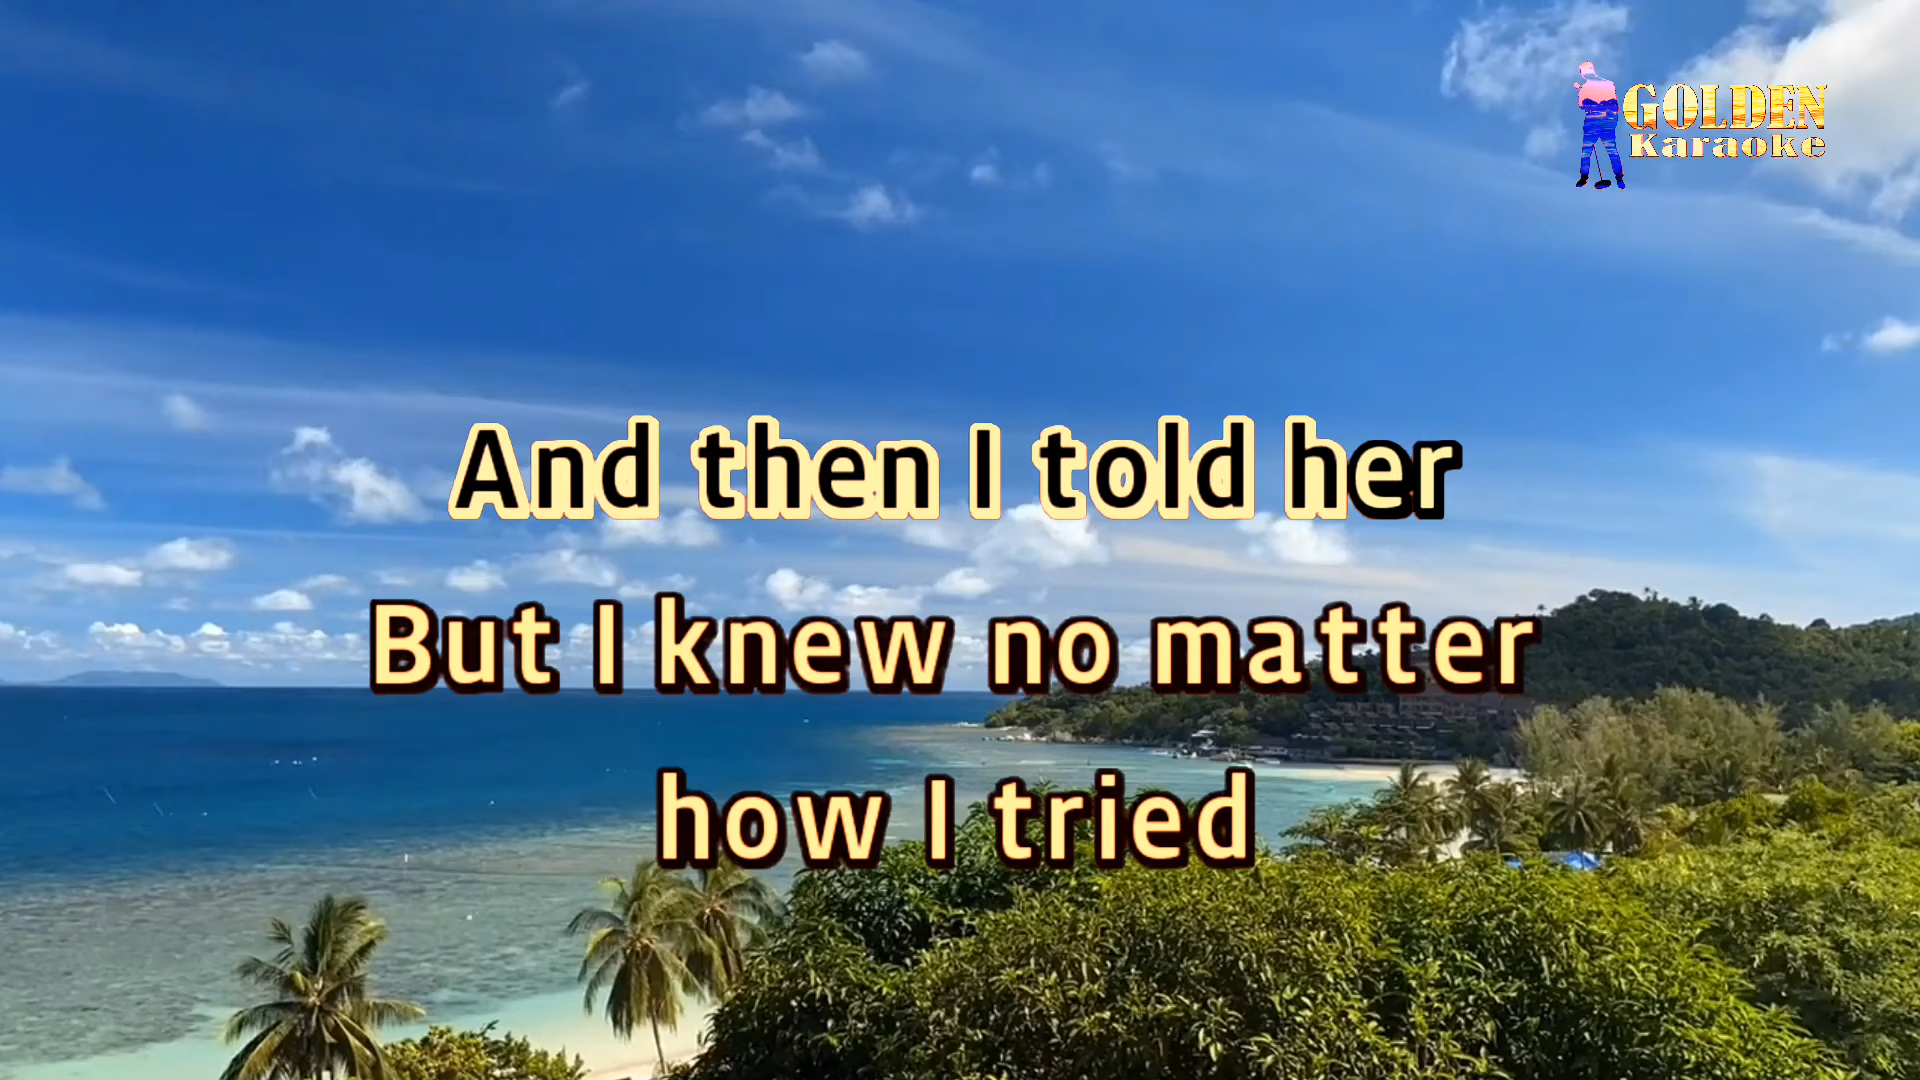 GOLDEN
Karaoke
And then I told her
But I knew no matter
how I tried